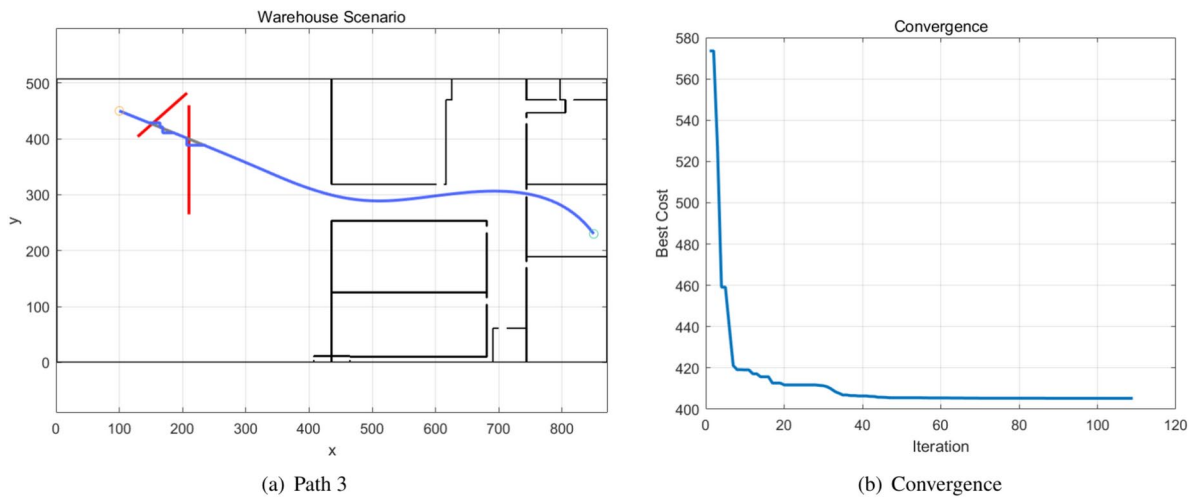 Warehouse Scenario
500
400
300
200
100
0
y
0 100 200 300 400 500 600 700 800
x
(a) Path 3
Convergence
580
560
540
520
500
480
460
440
420
400
Best Cost
0 20 40 60 80 100 120
Iteration
(b) Convergence